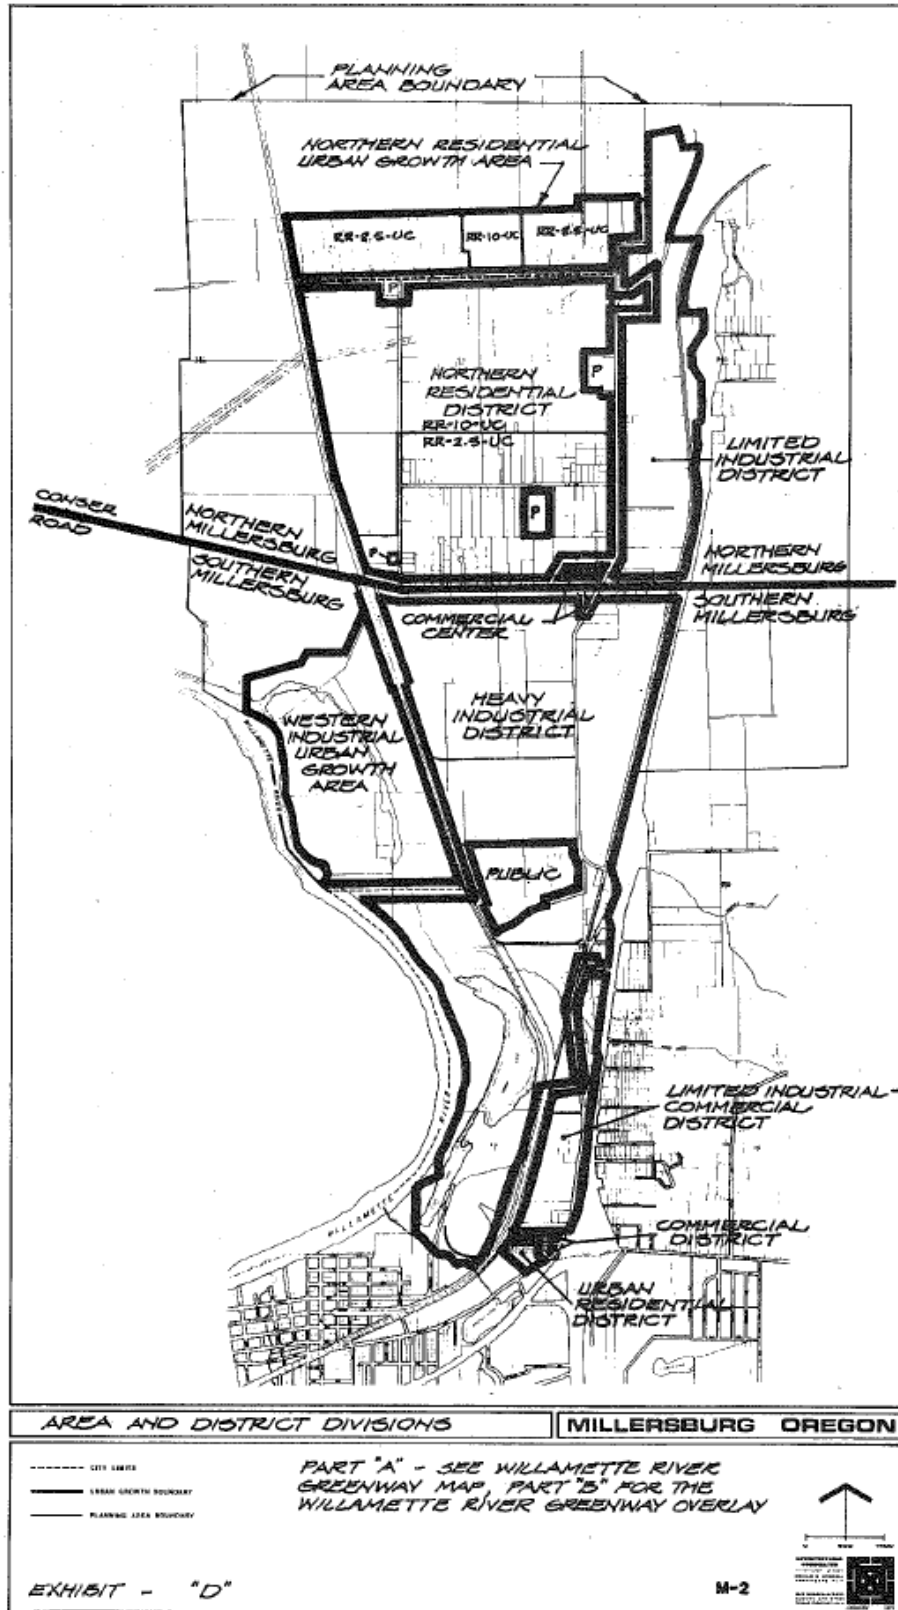 PLANNING
AREA BOUNDARY
NORTHERN RESIDENTIAL
URBAN GROWTH AREA
RR-2.5-UC
RR-10-UC
RR-2.5-UC
P
NORTHERN
RESIDENTIAL
DISTRICT
RR-10-UC
RR-2.5-UC
P
LIMITED
INDUSTRIAL
DISTRICT
P
P
CONSER
ROAD
NORTHERN
MILLERSBURG
SOUTHERN
MILLERSBURG
NORTHERN
MILLERSBURG
SOUTHERN
MILLERSBURG
COMMERCIAL
CENTER
HEAVY
INDUSTRIAL
DISTRICT
WESTERN
INDUSTRIAL
URBAN
GROWTH
AREA
WILLAMETTE RIVER
PUBLIC
WILLAMETTE RIVER
LIMITED INDUSTRIAL-
COMMERCIAL
DISTRICT
COMMERCIAL
DISTRICT
URBAN
RESIDENTIAL
DISTRICT
AREA AND DISTRICT DIVISIONS
MILLERSBURG OREGON
CITY LIMITS
URBAN GROWTH BOUNDARY
PLANNING AREA BOUNDARY
PART "A" - SEE WILLAMETTE RIVER
GREENWAY MAP, PART "B" FOR THE
WILLAMETTE RIVER GREENWAY OVERLAY
EXHIBIT - "D"
M-2